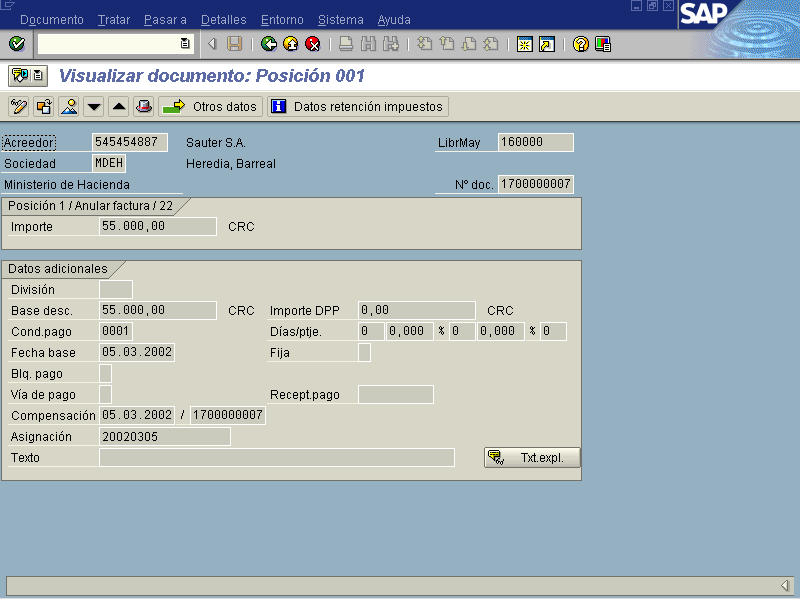 Documento Tratar Pasar a Detalles Entorno Sistema Ayuda
SAP
Visualizar documento: Posición 001
Otros datos Datos retención impuestos
Acreedor 545454887 Sauter S.A. LibrMay 160000
Sociedad MDEH Heredia, Barreal
Ministerio de Hacienda Nº doc. 1700000007
Posición 1 / Anular factura / 22
Importe 55.000,00 CRC
Datos adicionales
División
Base desc. 55.000,00 CRC Importe DPP 0,00 CRC
Cond.pago 0001 Días/ptje. 0 0,000 % 0 0,000 % 0
Fecha base 05.03.2002 Fija
Blq. pago
Vía de pago Recept.pago
Compensación 05.03.2002 / 1700000007
Asignación 20020305
Texto Txt.expl.